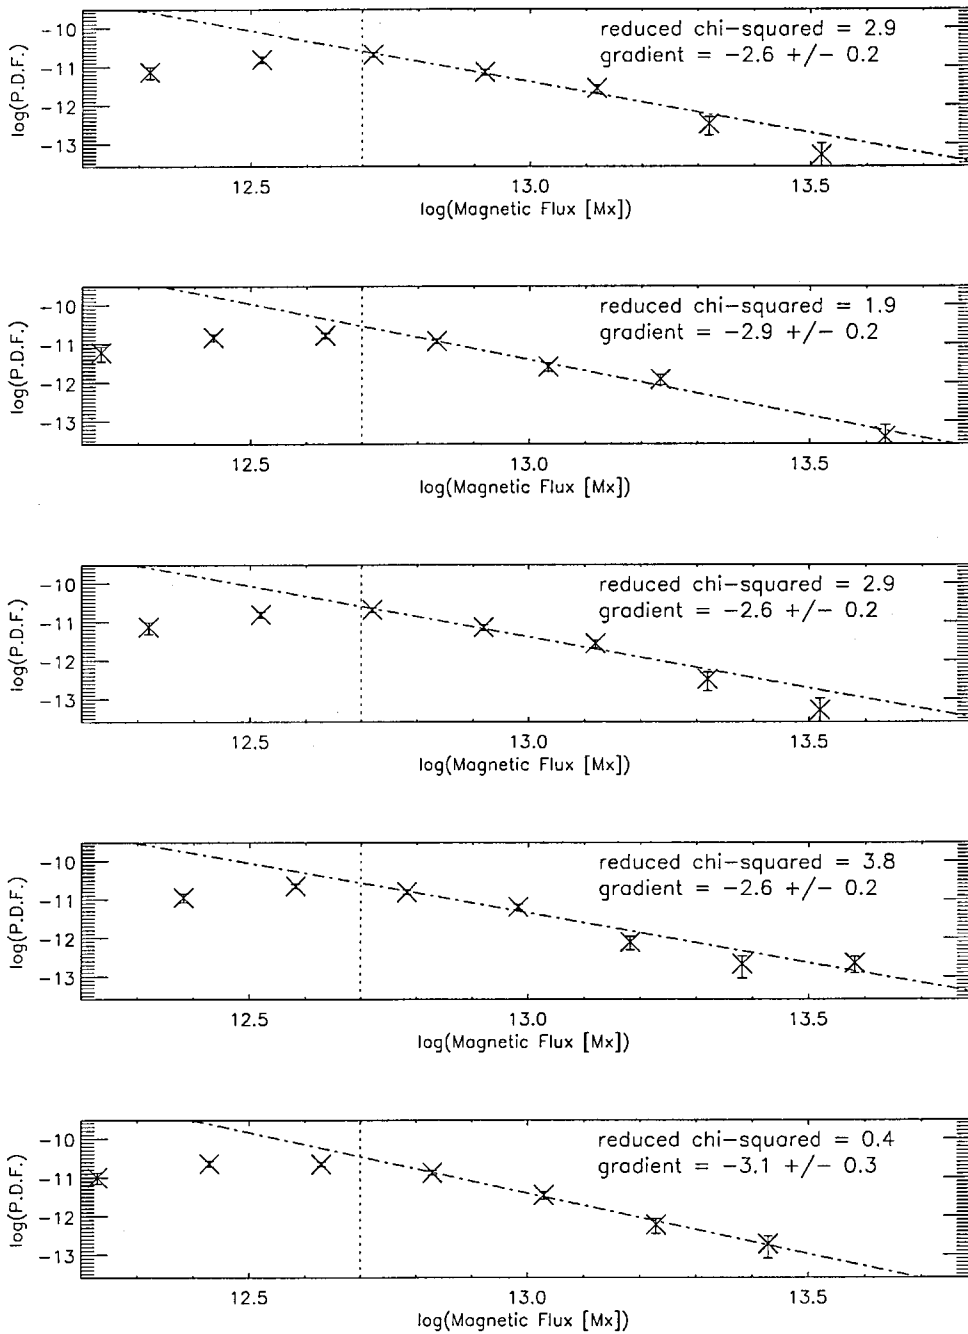 reduced chi-squared = 2.9
gradient = -2.6 +/- 0.2
log(P.D.F.)
-10
-11
-12
-13
12.5 13.0 13.5
log(Magnetic Flux [Mx])
reduced chi-squared = 1.9
gradient = -2.9 +/- 0.2
log(P.D.F.)
-10
-11
-12
-13
12.5 13.0 13.5
log(Magnetic Flux [Mx])
reduced chi-squared = 2.9
gradient = -2.6 +/- 0.2
log(P.D.F.)
-10
-11
-12
-13
12.5 13.0 13.5
log(Magnetic Flux [Mx])
reduced chi-squared = 3.8
gradient = -2.6 +/- 0.2
log(P.D.F.)
-10
-11
-12
-13
12.5 13.0 13.5
log(Magnetic Flux [Mx])
reduced chi-squared = 0.4
gradient = -3.1 +/- 0.3
log(P.D.F.)
-10
-11
-12
-13
12.5 13.0 13.5
log(Magnetic Flux [Mx])